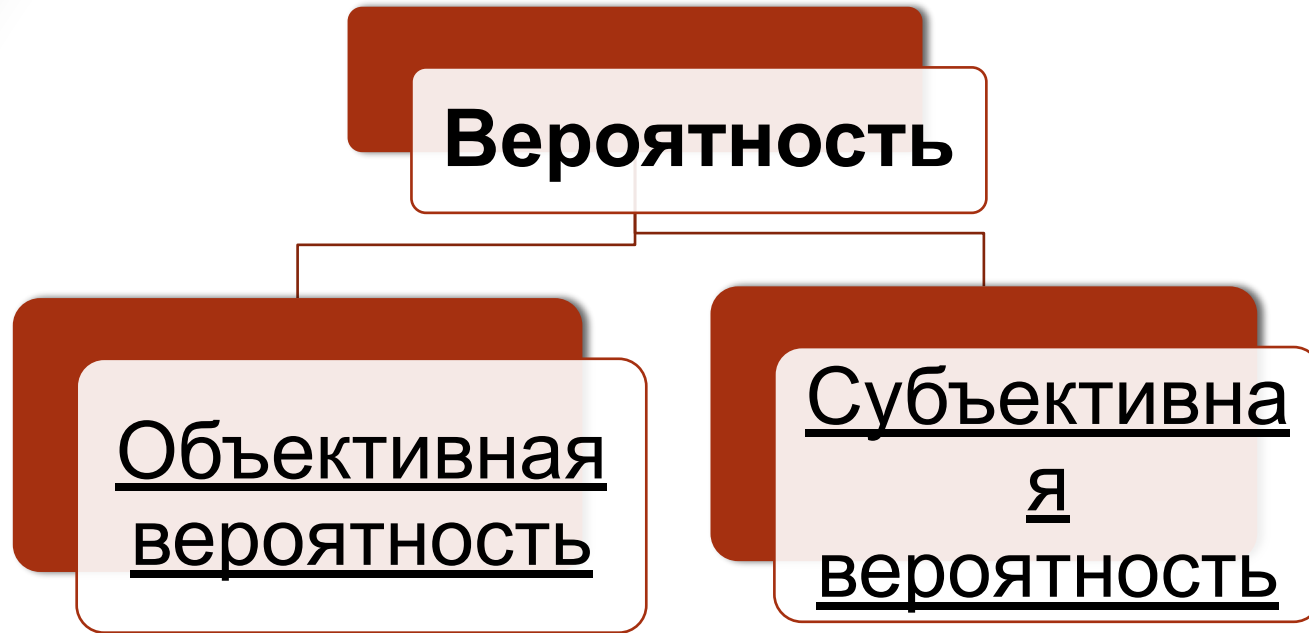 Вероятность
Объективная
вероятность
Субъективна
я
вероятность